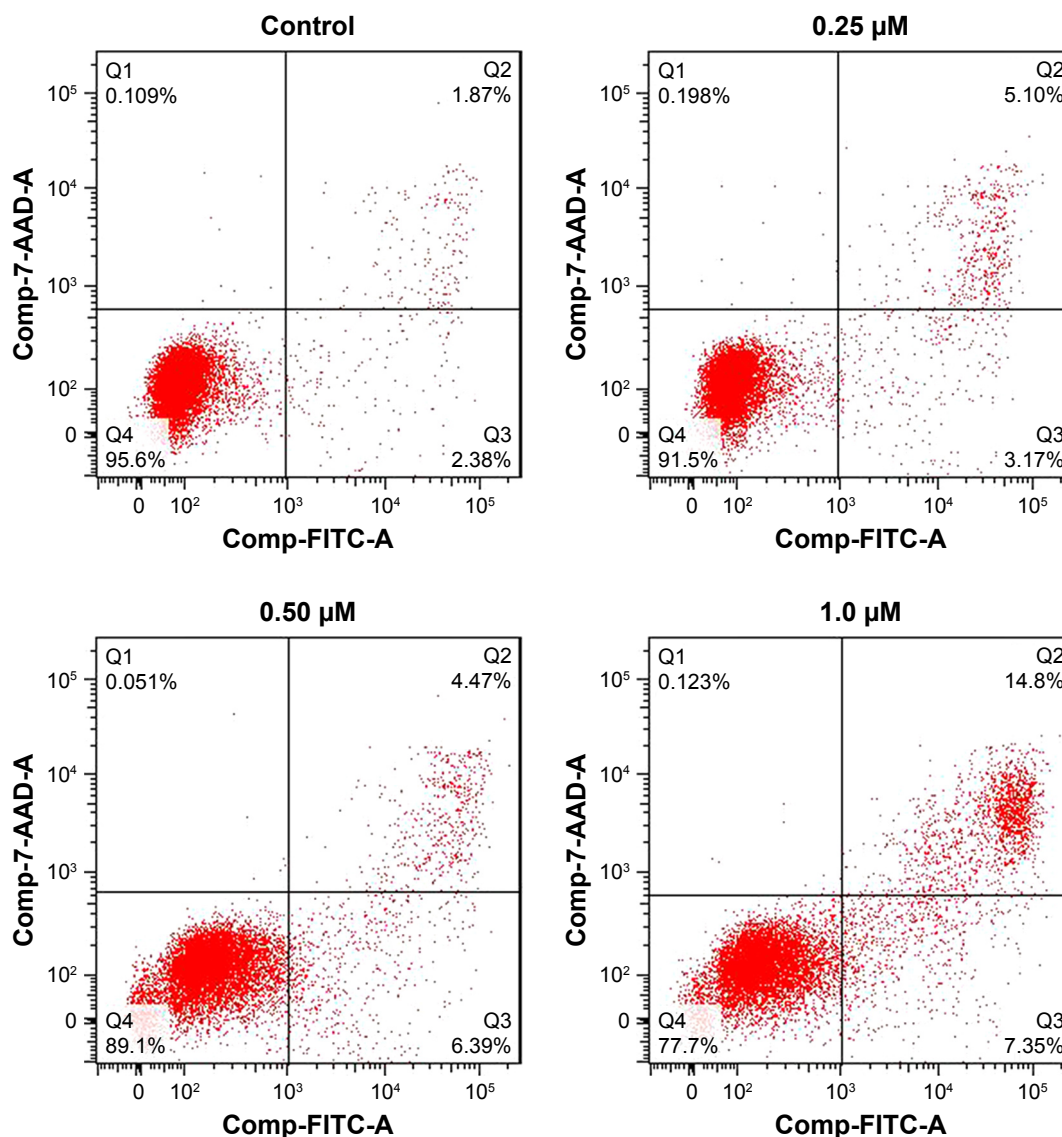 Control
Q1
0.109%
Q2
1.87%
Q4
95.6%
Q3
2.38%
10⁵
10⁴
10³
10²
0
Comp-7-AAD-A
0 10² 10³ 10⁴ 10⁵
Comp-FITC-A
0.25 µM
Q1
0.198%
Q2
5.10%
Q4
91.5%
Q3
3.17%
10⁵
10⁴
10³
10²
0
Comp-7-AAD-A
0 10² 10³ 10⁴ 10⁵
Comp-FITC-A
0.50 µM
Q1
0.051%
Q2
4.47%
Q4
89.1%
Q3
6.39%
10⁵
10⁴
10³
10²
0
Comp-7-AAD-A
0 10² 10³ 10⁴ 10⁵
Comp-FITC-A
1.0 µM
Q1
0.123%
Q2
14.8%
Q4
77.7%
Q3
7.35%
10⁵
10⁴
10³
10²
0
Comp-7-AAD-A
0 10² 10³ 10⁴ 10⁵
Comp-FITC-A